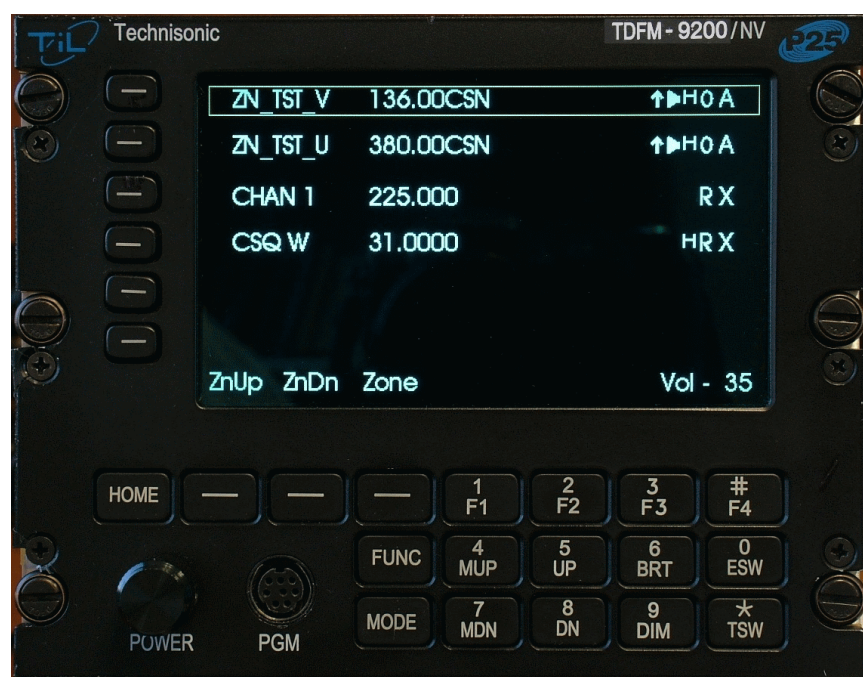 TiL Technisonic TDFM - 9200 /NV P25
ZN_TST_V 136.00CSN H0 A
ZN_TST_U 380.00CSN H0 A
CHAN 1 225.000 R X
CSQ W 31.0000 HR X
ZnUp ZnDn Zone Vol - 35
HOME 1 2 3 #
F1 F2 F3 F4
FUNC 4 5 6 0
MUP UP BRT ESW
MODE 7 8 9 *
MDN DN DIM TSW
POWER PGM